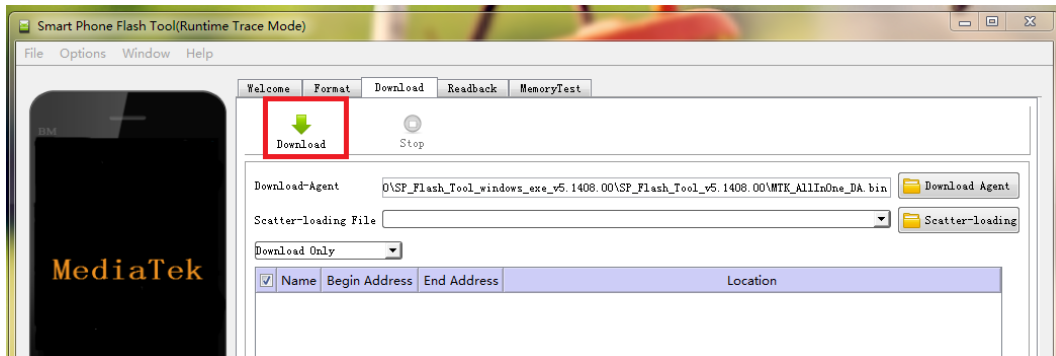 Smart Phone Flash Tool(Runtime Trace Mode)
File Options Window Help
Welcome Format Download Readback MemoryTest
BM
Download Stop
Download-Agent 0\SP_Flash_Tool_windows_exe_v5.1408.00\SP_Flash_Tool_v5.1408.00\MTK_AllInOne_DA.bin Download Agent
Scatter-loading File Scatter-loading
Download Only
MediaTek
Name Begin Address End Address Location